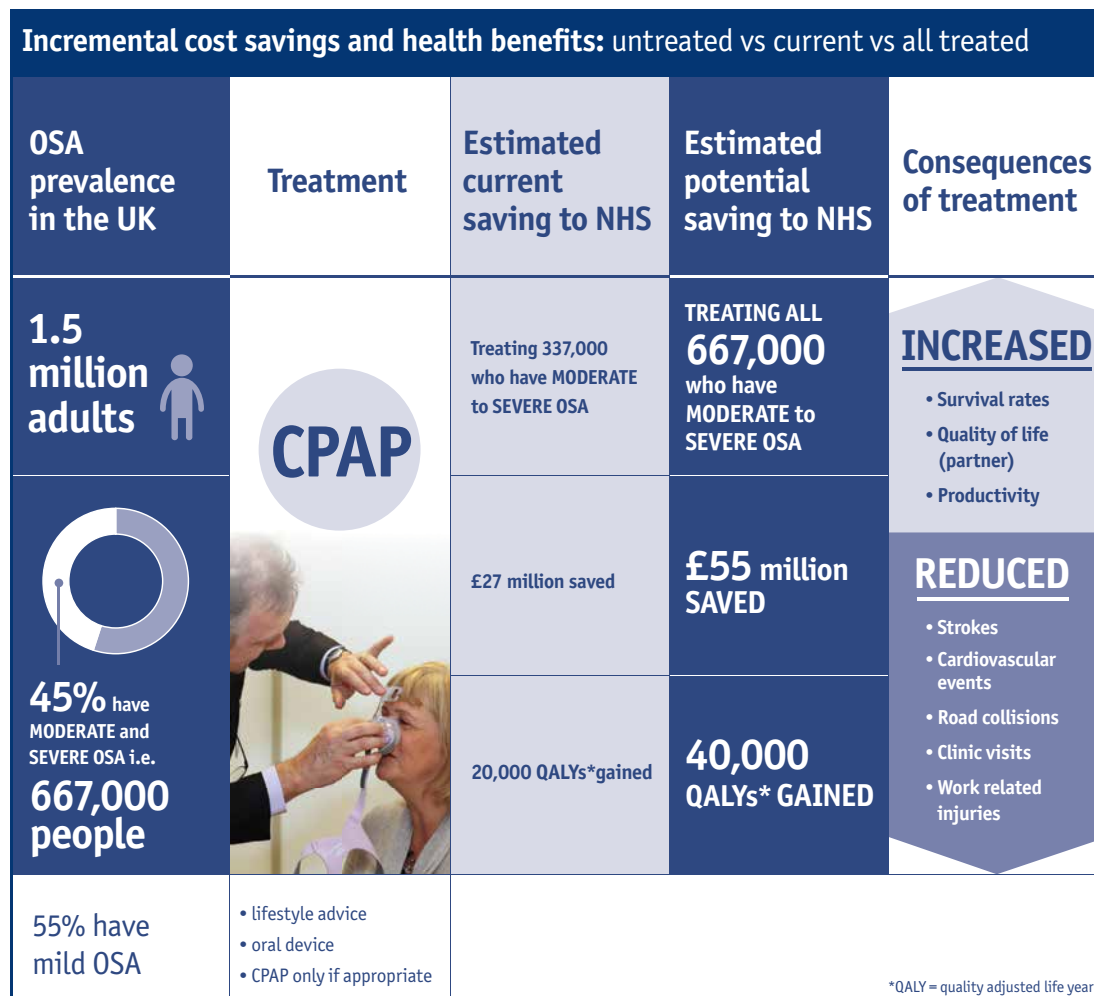 Incremental cost savings and health benefits: untreated vs current vs all treated
OSA
prevalence
in the UK
Treatment
Estimated
current
saving to NHS
Estimated
potential
saving to NHS
Consequences
of treatment
1.5
million
adults
45% have
MODERATE and
SEVERE OSA i.e.
667,000
people
CPAP
Treating 337,000
who have MODERATE
to SEVERE OSA
£27 million saved
20,000 QALYs*gained
TREATING ALL
667,000
who have
MODERATE to
SEVERE OSA
£55 million
SAVED
40,000
QALYs* GAINED
INCREASED
• Survival rates
• Quality of life
(partner)
• Productivity
REDUCED
• Strokes
• Cardiovascular
events
• Road collisions
• Clinic visits
• Work related
injuries
55% have
mild OSA
• lifestyle advice
• oral device
• CPAP only if appropriate
*QALY = quality adjusted life year